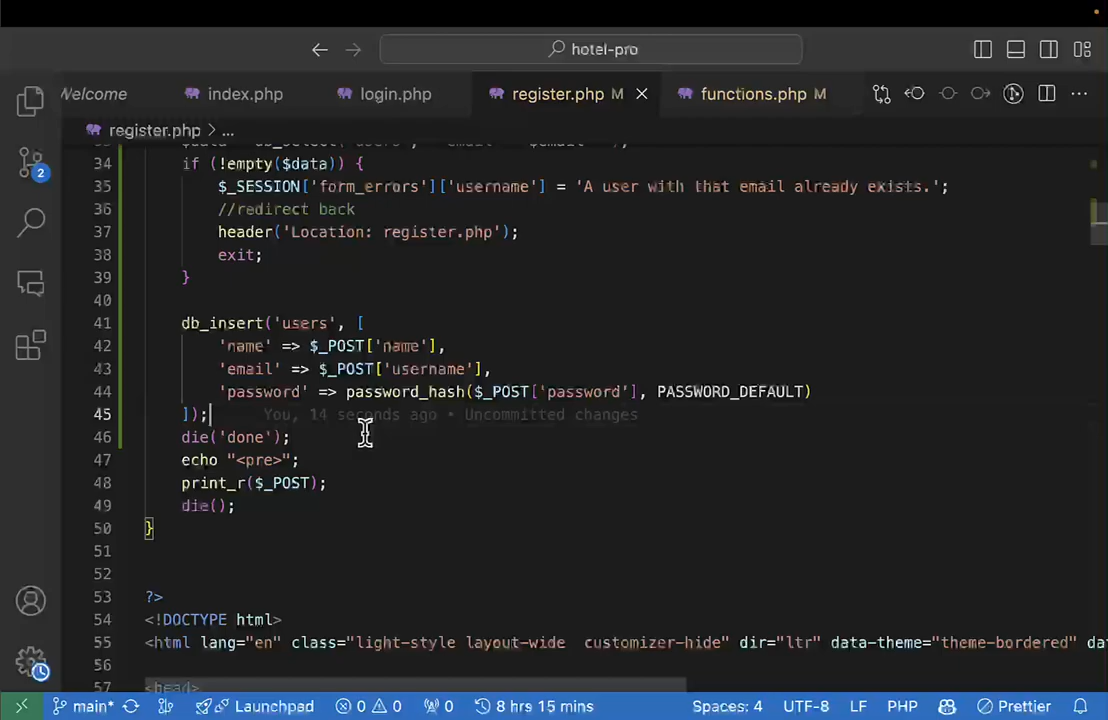 hotel-pro
Welcome index.php login.php register.php M functions.php M
register.php > ...
34 if (!empty($data)) {
35 $_SESSION['form_errors']['username'] = 'A user with that email already exists.';
36 //redirect back
37 header('Location: register.php');
38 exit;
39 }
40
41 db_insert('users', [
42 'name' => $_POST['name'],
43 'email' => $_POST['username'],
44 'password' => password_hash($_POST['password'], PASSWORD_DEFAULT)
45 ]); You, 14 seconds ago • Uncommitted changes
46 die('done');
47 echo "<pre>";
48 print_r($_POST);
49 die();
50 }
51
52
53 ?>
54 <!DOCTYPE html>
55 <html lang="en" class="light-style layout-wide customizer-hide" dir="ltr" data-theme="theme-bordered" dat
56
57 <head>
2
main* Launchpad 0 0 0 8 hrs 15 mins Spaces: 4 UTF-8 LF PHP Prettier